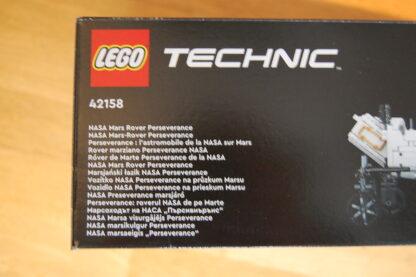 LEGO TECHNIC
42158
NASA Mars Rover Perseverance
NASA Mars-Rover Perseverance
Perseverance : l'astromobile de la NASA sur Mars
Rover marziano Perseverance NASA
Róver de Marte Perseverance de la NASA
NASA Mars Rover Perseverance
Marsjański łazik NASA Perseverance
Vozítko NASA Perseverance na průzkum Marsu
Vozidlo NASA Perseverance na prieskum Marsu
NASA Preseverance marsjáró
Perseverance: roverul NASA de pe Marte
Марсоходът на НАСА „Пърсивиърънс"
NASA Marsa visurgājējs Perseverance
NASA marsikulgur Perseverance
NASA marsaeigis „Perseverance"